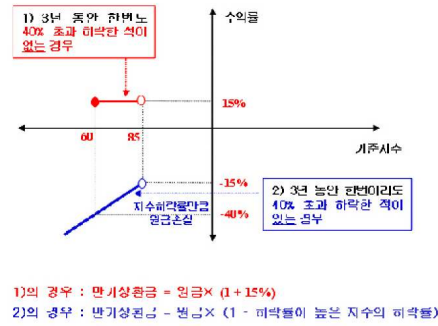 1) 3년 동안 한번도
40% 초과 하락한 적이
없는 경우
수익률
15%
60
85
기준지수
-15%
지수하락률만큼
원금손실
-40%
2) 3년 동안 한번이라도
40% 초과 하락한 적이
있는 경우
1)의 경우 : 만기상환금 = 원금× (1+15%)
2)의 경우 : 만기상환금 = 원금× (1 - 하락률이 높은 지수의 하락률)